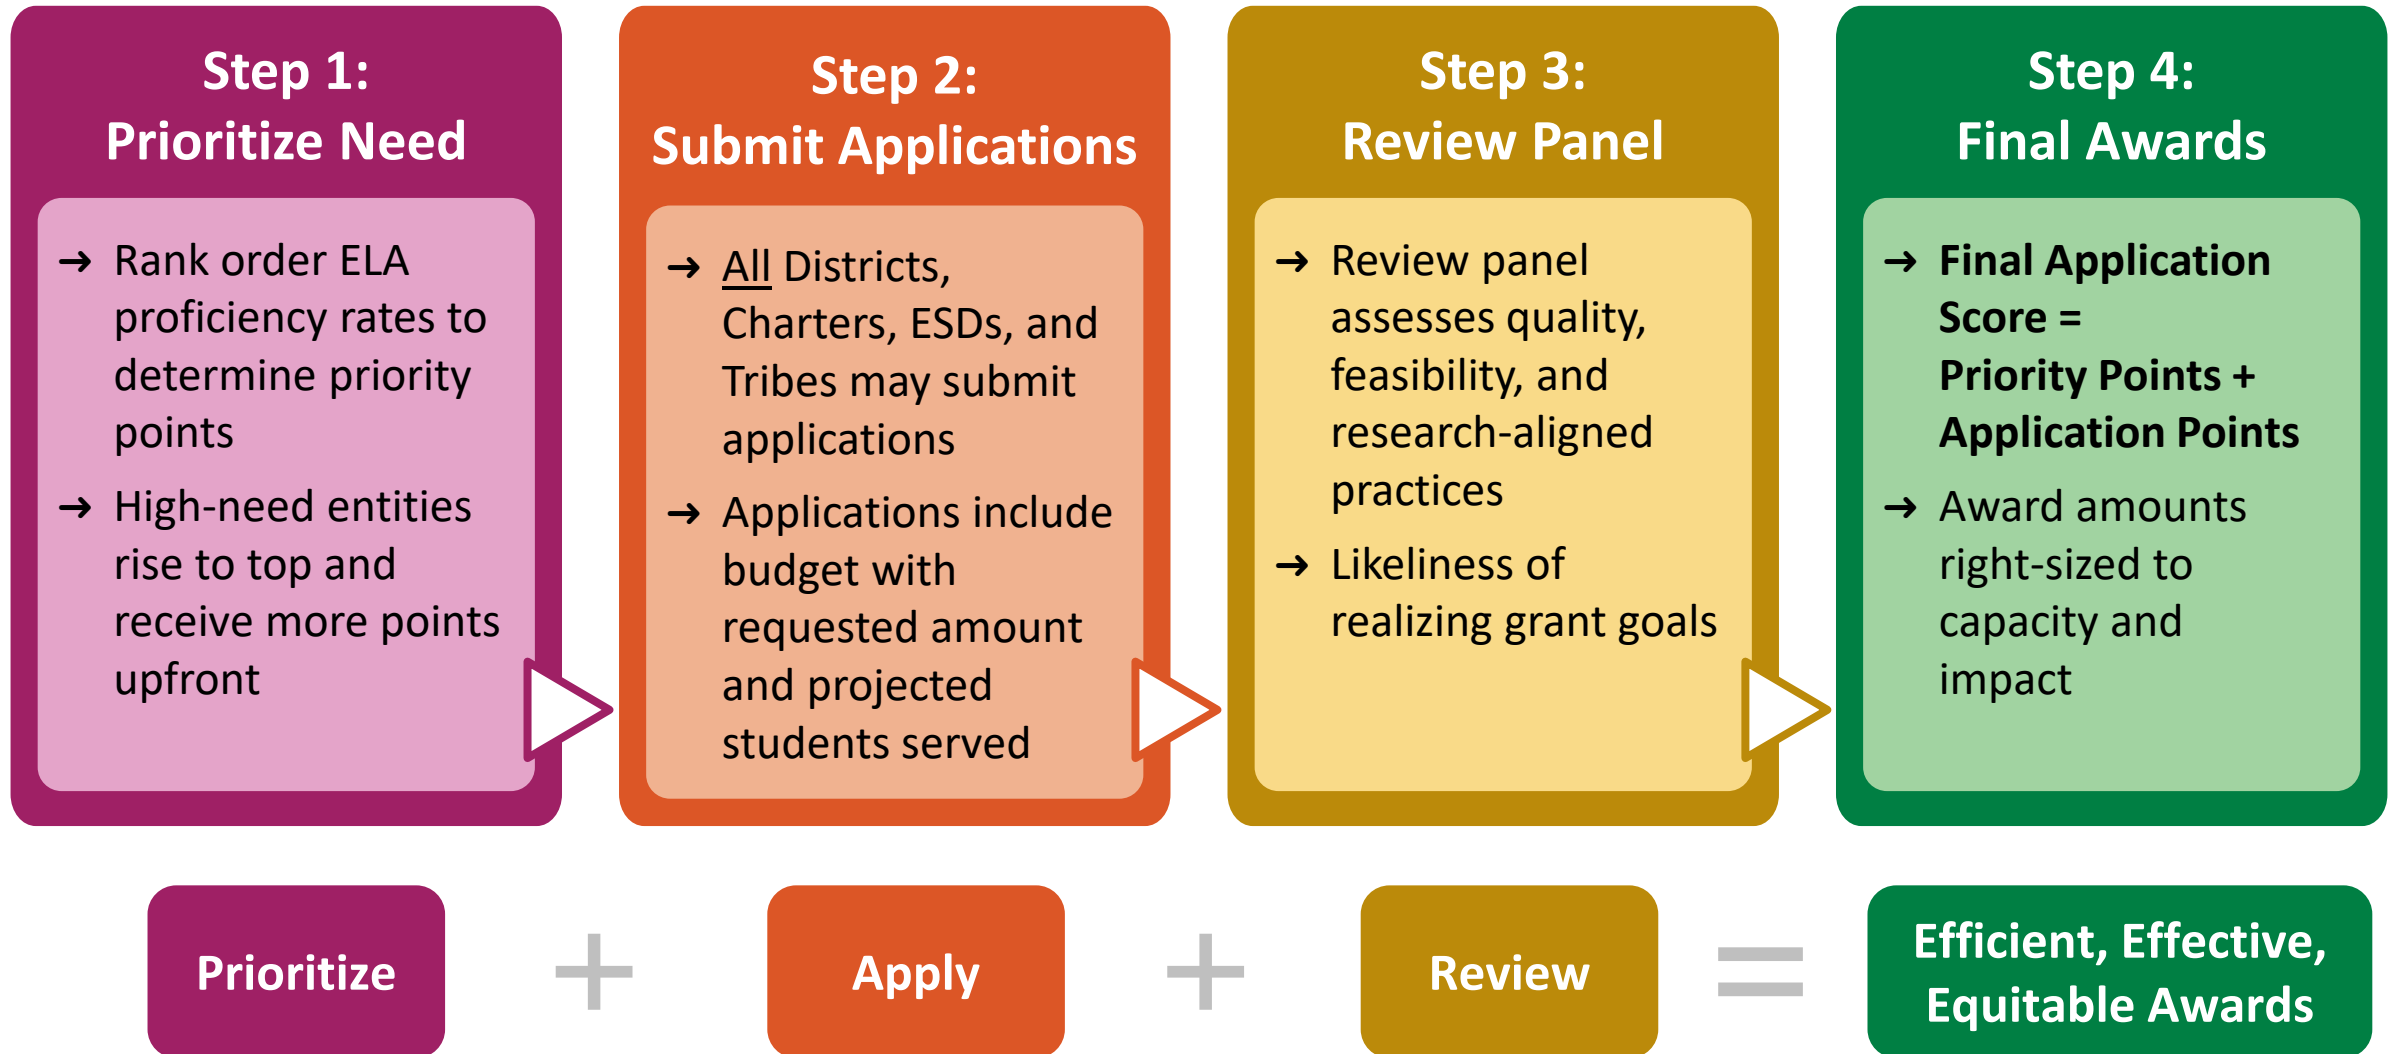 Step 1:
Prioritize Need
→ Rank order ELA
proficiency rates to
determine priority
points
→ High-need entities
rise to top and
receive more points
upfront
Step 2:
Submit Applications
→ All Districts,
Charters, ESDs, and
Tribes may submit
applications
→ Applications include
budget with
requested amount
and projected
students served
Step 3:
Review Panel
→ Review panel
assesses quality,
feasibility, and
research-aligned
practices
→ Likeliness of
realizing grant goals
Step 4:
Final Awards
→ Final Application
Score =
Priority Points +
Application Points
→ Award amounts
right-sized to
capacity and
impact
Prioritize
+
Apply
+
Review
=
Efficient, Effective,
Equitable Awards